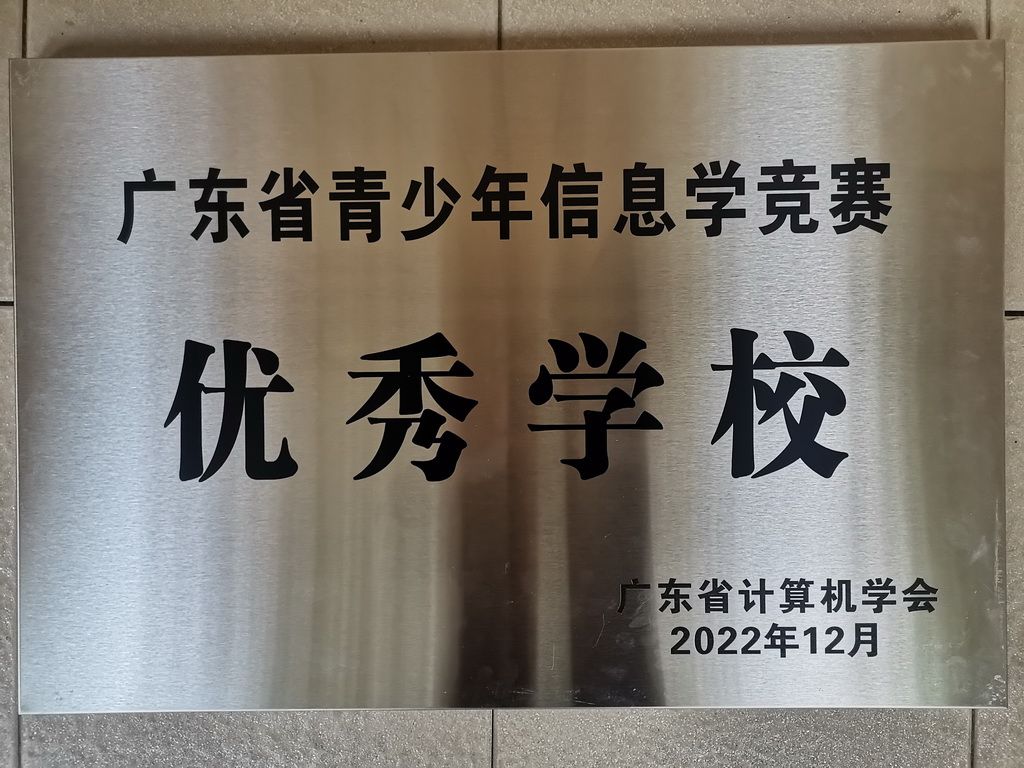 广东省青少年信息学竞赛
优秀学校
广东省计算机学会
2022年12月